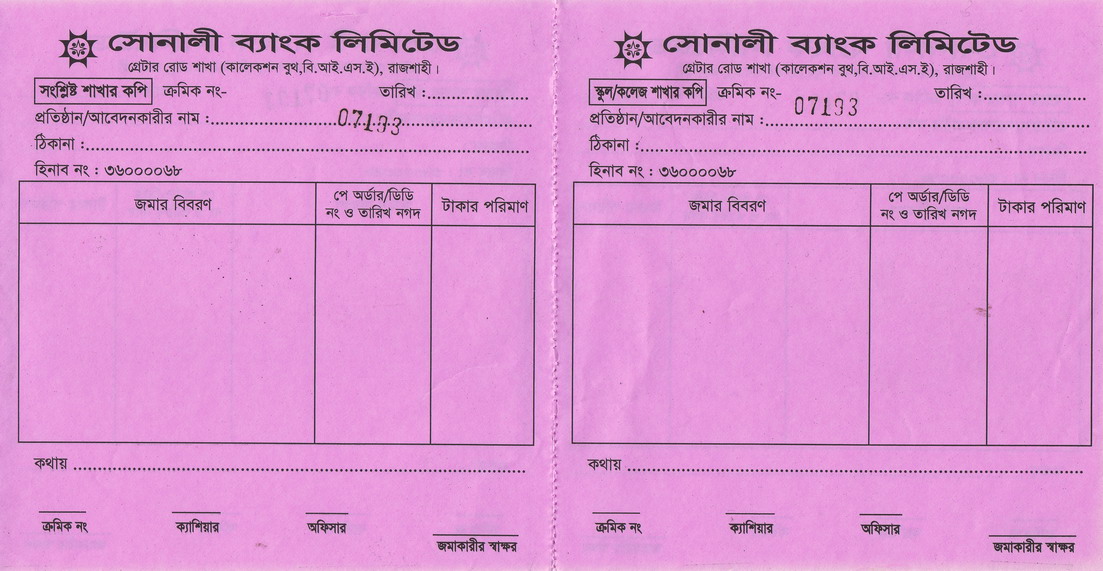 সোনালী ব্যাংক লিমিটেড
গ্রেটার রোড শাখা (কালেকশন বুথ,বি.আই.এস.ই), রাজশাহী।
সংশ্লিষ্ট শাখার কপি ক্রমিক নং- তারিখ :
07193
প্রতিষ্ঠান/আবেদনকারীর নাম :
ঠিকানা :
হিনাব নং : ৩৬০০০০৬৮
জমার বিবরণ
পে অর্ডার/ডিডি
নং ও তারিখ নগদ
টাকার পরিমাণ
কথায়
ক্রমিক নং ক্যাশিয়ার অফিসার
জমাকারীর স্বাক্ষর
সোনালী ব্যাংক লিমিটেড
গ্রেটার রোড শাখা (কালেকশন বুথ,বি.আই.এস.ই), রাজশাহী।
স্কুল/কলেজ শাখার কপি ক্রমিক নং- তারিখ :
07193
প্রতিষ্ঠান/আবেদনকারীর নাম :
ঠিকানা :
হিনাব নং : ৩৬০০০০৬৮
জমার বিবরণ
পে অর্ডার/ডিডি
নং ও তারিখ নগদ
টাকার পরিমাণ
কথায়
ক্রমিক নং ক্যাশিয়ার অফিসার
জমাকারীর স্বাক্ষর